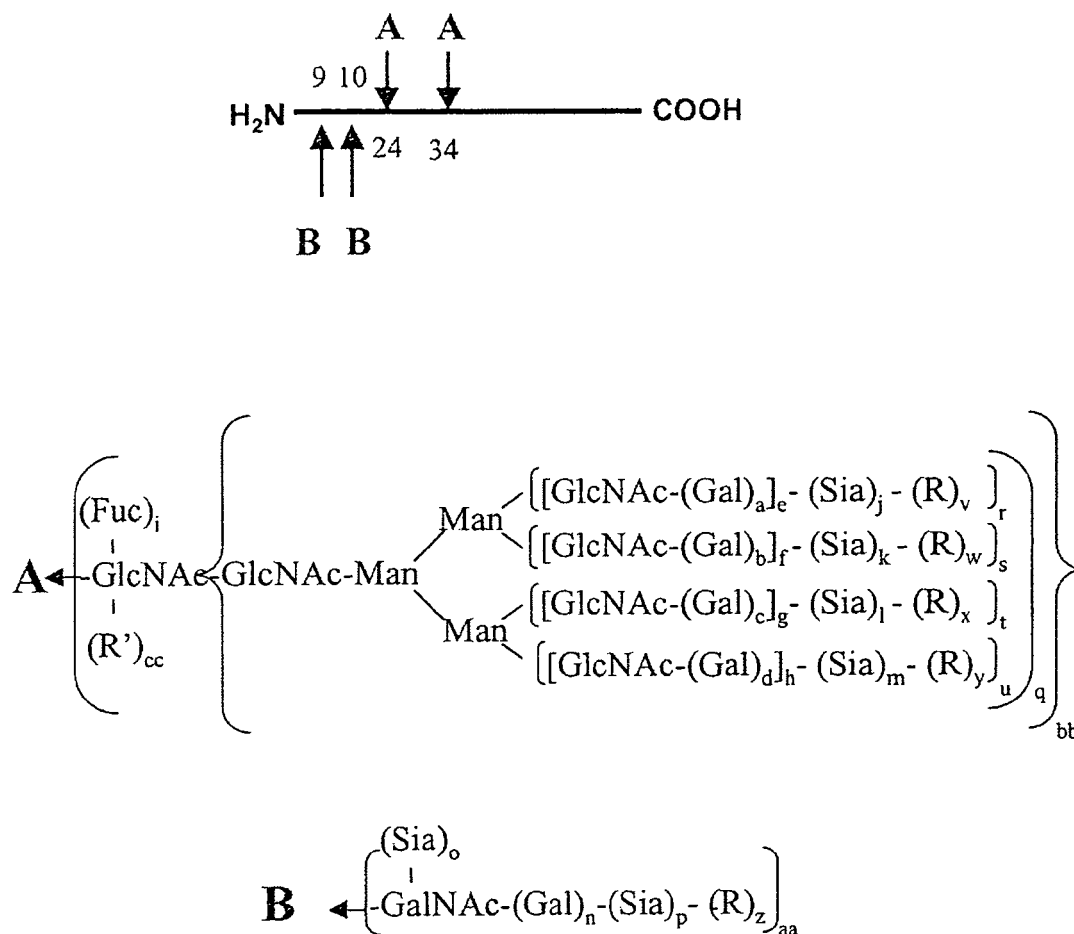 A A
9 10
H₂N COOH
24 34
B B
[[GlcNAc-(Gal)ₐ]ₑ- (Sia)ⱼ - (R)ᵥ ]ᵣ
(Fuc)ᵢ
Man
[[GlcNAc-(Gal)b]f - (Sia)k - (R)w]s
A -GlcNAc-GlcNAc-Man
[[GlcNAc-(Gal)c]g- (Sia)l - (R)x ]t
Man
(R')cc
[[GlcNAc-(Gal)d]h- (Sia)m - (R)y]u q bb
(Sia)o
B -GalNAc-(Gal)n-(Sia)p- (R)z]aa